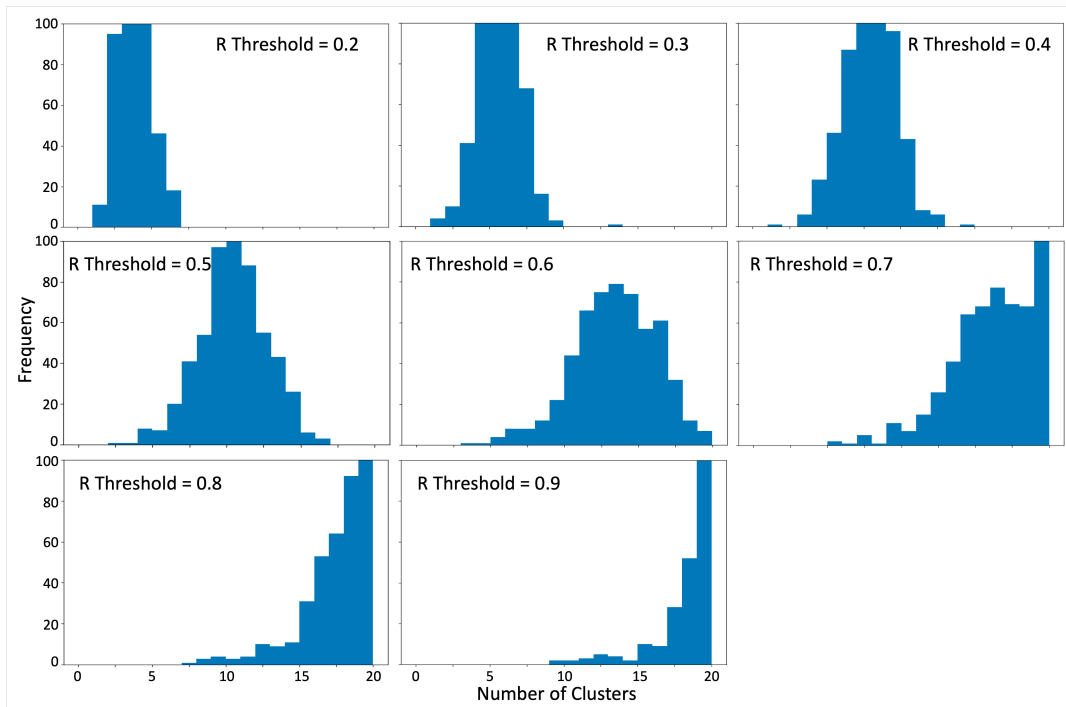 100
80
60
40
20
0
R Threshold = 0.2
R Threshold = 0.3
R Threshold = 0.4
Frequency
100
80
60
40
20
0
R Threshold = 0.5
R Threshold = 0.6
R Threshold = 0.7
100
80
60
40
20
0
R Threshold = 0.8
R Threshold = 0.9
0 5 10 15 20
0 5 10 15 20
Number of Clusters